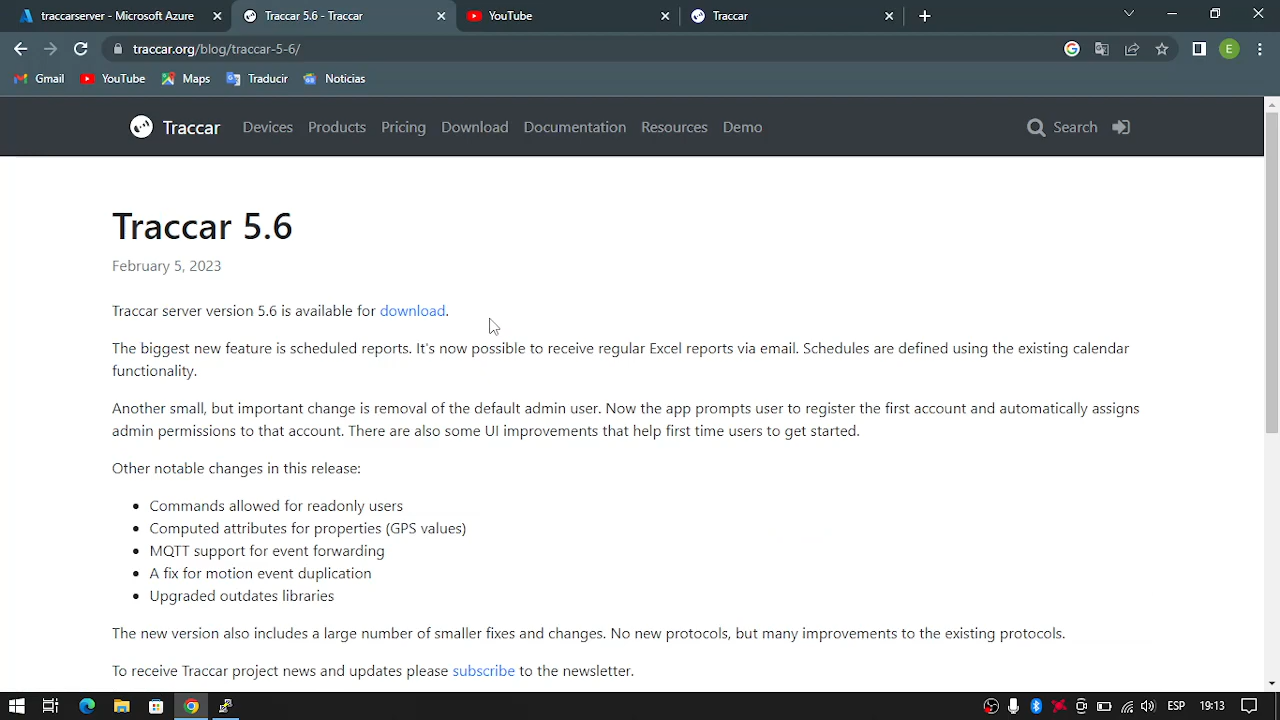 traccarserver - Microsoft Azure
Traccar 5.6 - Traccar
YouTube
Traccar
traccar.org/blog/traccar-5-6/
E
Gmail
YouTube
Maps
Traducir
Noticias
Traccar
Devices
Products
Pricing
Download
Documentation
Resources
Demo
Search
Traccar 5.6
February 5, 2023
Traccar server version 5.6 is available for download.
The biggest new feature is scheduled reports. It's now possible to receive regular Excel reports via email. Schedules are defined using the existing calendar
functionality.
Another small, but important change is removal of the default admin user. Now the app prompts user to register the first account and automatically assigns
admin permissions to that account. There are also some UI improvements that help first time users to get started.
Other notable changes in this release:
Commands allowed for readonly users
Computed attributes for properties (GPS values)
MQTT support for event forwarding
A fix for motion event duplication
Upgraded outdates libraries
The new version also includes a large number of smaller fixes and changes. No new protocols, but many improvements to the existing protocols.
To receive Traccar project news and updates please subscribe to the newsletter.
ESP
19:13